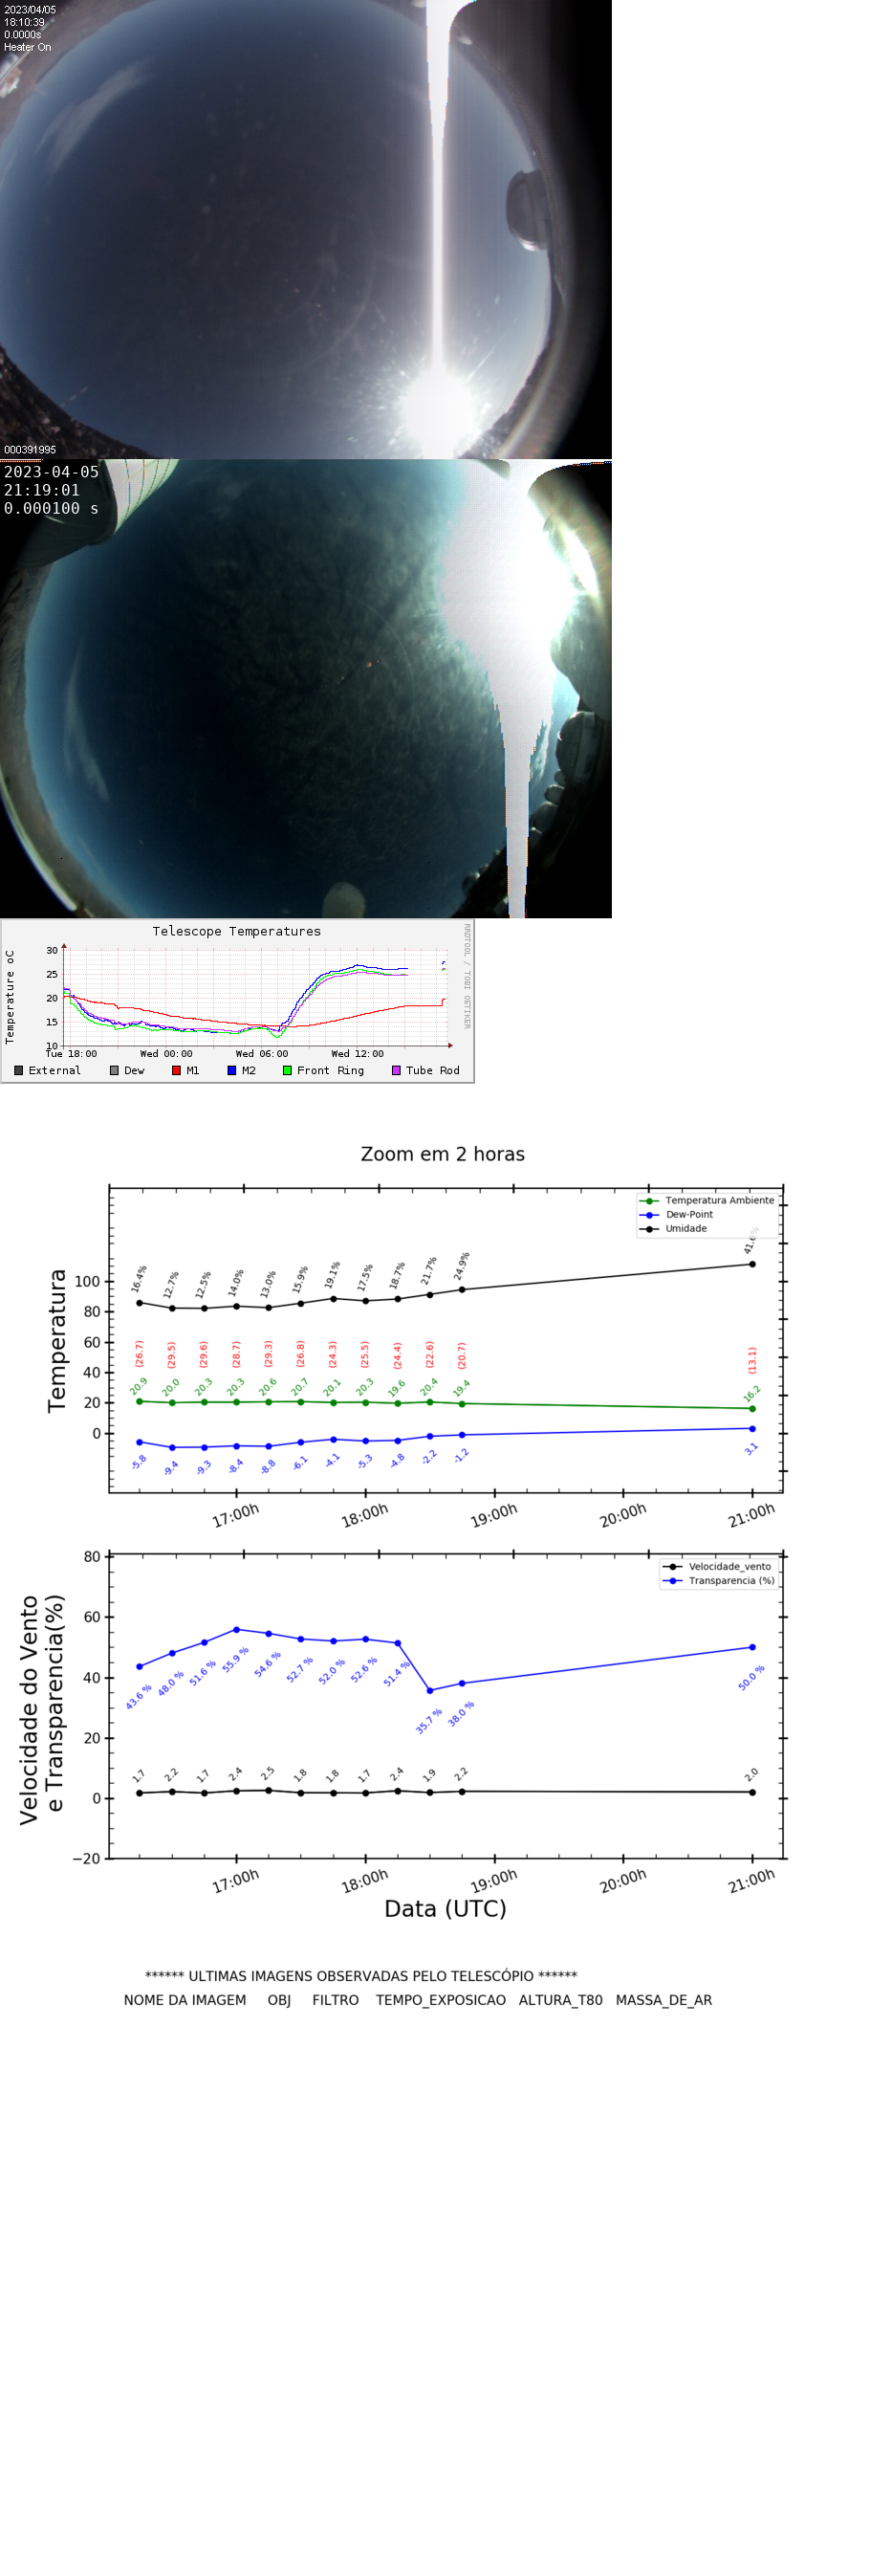 2023/04/05
18:10:39
0.0000s
Heater On
000391995
2023-04-05
21:19:01
0.000100 s
Telescope Temperatures
RRDTOOL / TOBI OETIKER
Temperature oC
30
25
20
15
10
Tue 18:00 Wed 00:00 Wed 06:00 Wed 12:00
External Dew M1 M2 Front Ring Tube Rod
Zoom em 2 horas
Temperatura
Temperatura Ambiente
Dew-Point
Umidade
100
80
60
40
20
0
16.4% 12.7% 12.5% 14.0% 13.0% 15.9% 19.1% 17.5% 18.7% 21.7% 24.9%
(26.7) (29.5) (29.6) (28.7) (29.3) (26.8) (24.3) (25.5) (24.4) (22.6) (20.7) (13.1)
20.9 20.0 20.3 20.3 20.6 20.7 20.1 20.3 19.6 20.4 19.4 16.2
-5.8 -9.4 -9.3 -8.4 -8.8 -6.1 -4.1 -5.3 -4.8 -2.2 -1.2 3.1
17:00h 18:00h 19:00h 20:00h 21:00h
Velocidade do Vento
e Transparencia(%)
Velocidade_vento
Transparencia (%)
80
60
40
20
0
−20
43.6 % 48.0 % 51.6 % 55.9 % 54.6 % 52.7 % 52.0 % 52.6 % 51.4 % 35.7 % 38.0 % 50.0 %
1.7 2.2 1.7 2.4 2.5 1.8 1.8 1.7 2.4 1.9 2.2 2.0
17:00h 18:00h 19:00h 20:00h 21:00h
Data (UTC)
****** ULTIMAS IMAGENS OBSERVADAS PELO TELESCÓPIO ******
NOME DA IMAGEM OBJ FILTRO TEMPO_EXPOSICAO ALTURA_T80 MASSA_DE_AR